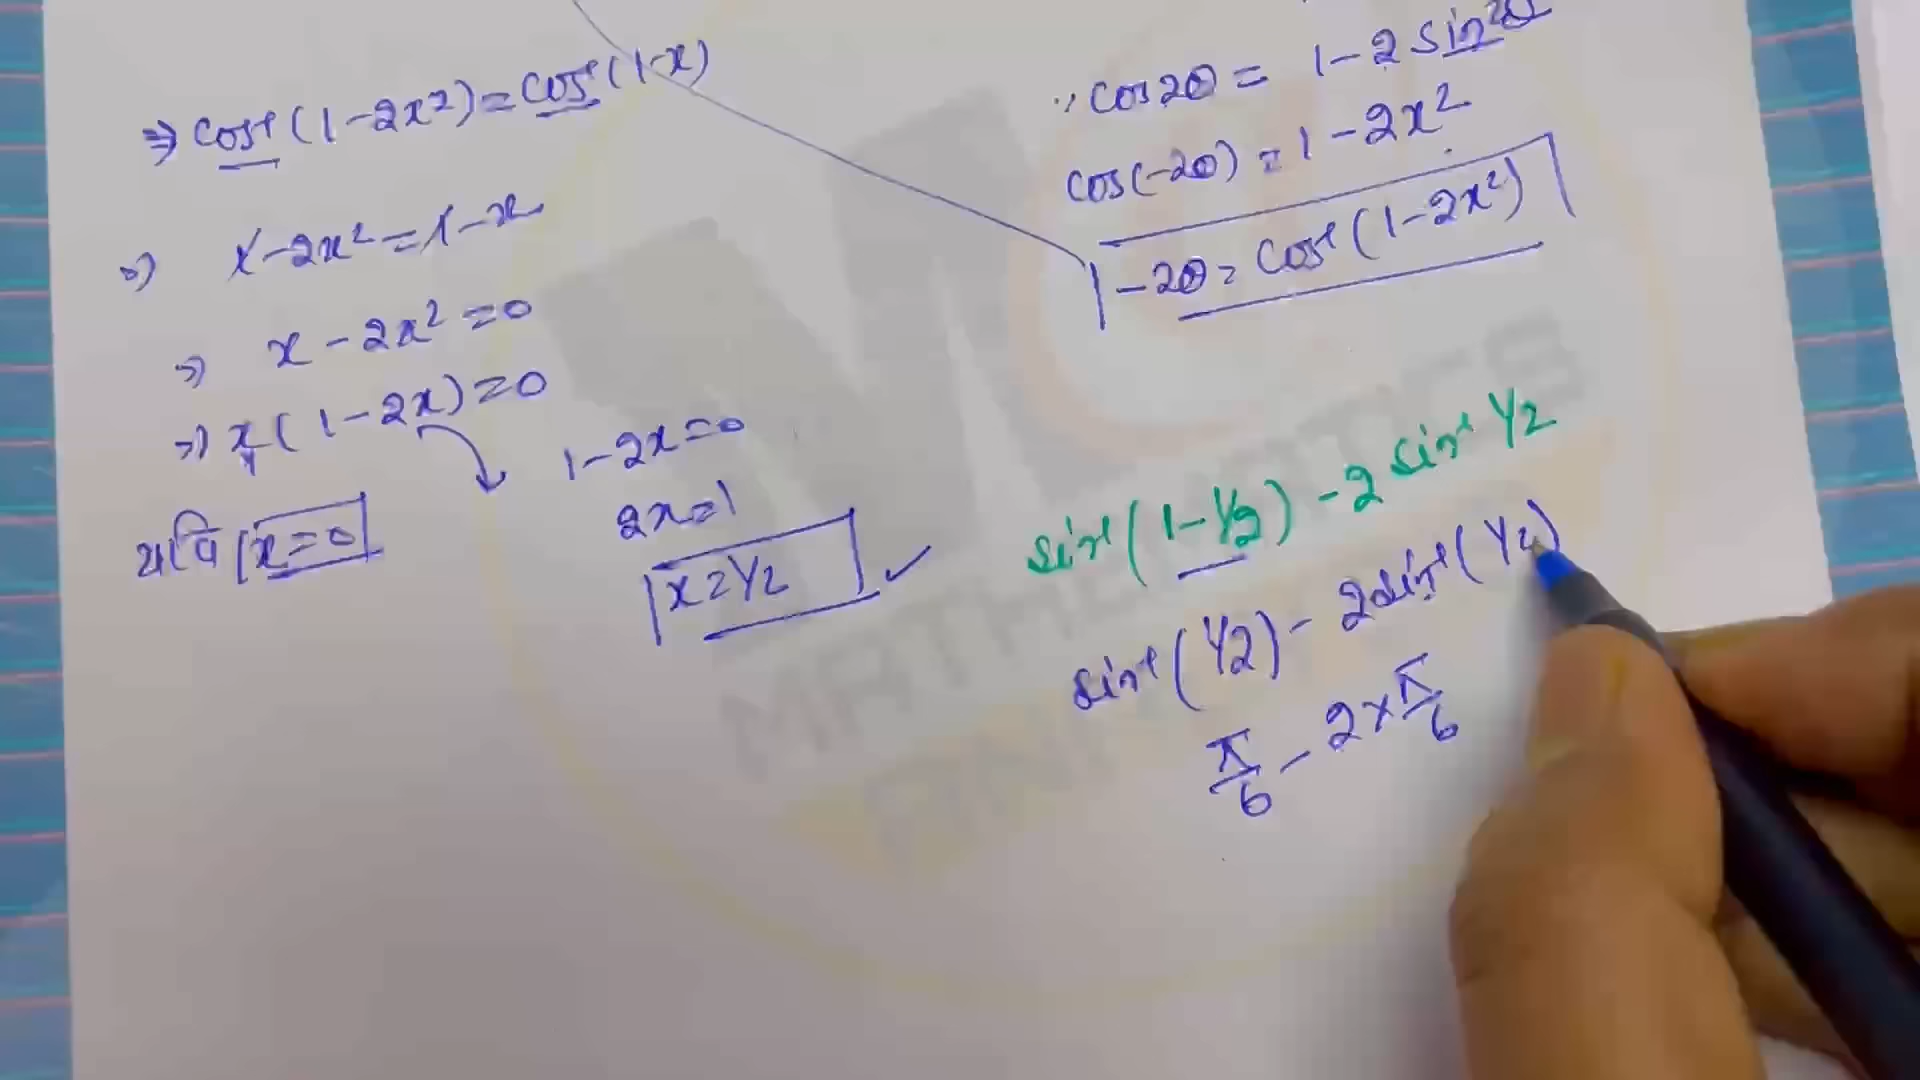 ⇒ cos⁻¹(1-2x²)=cos⁻¹(1-x)
⇒ 1-2x²=1-x
⇒ x-2x²=0
⇒ x(1-2x)=0
1-2x=0
2x=1
x=1/2 ✓
यदि x=0
∵ cos2θ = 1-2sin²θ
cos(-2θ) = 1-2x²
-2θ = cos⁻¹(1-2x²)
sin⁻¹(1-1/2) - 2 sin⁻¹ 1/2
sin⁻¹(1/2) - 2sin⁻¹(1/2)
π/6 - 2×π/6